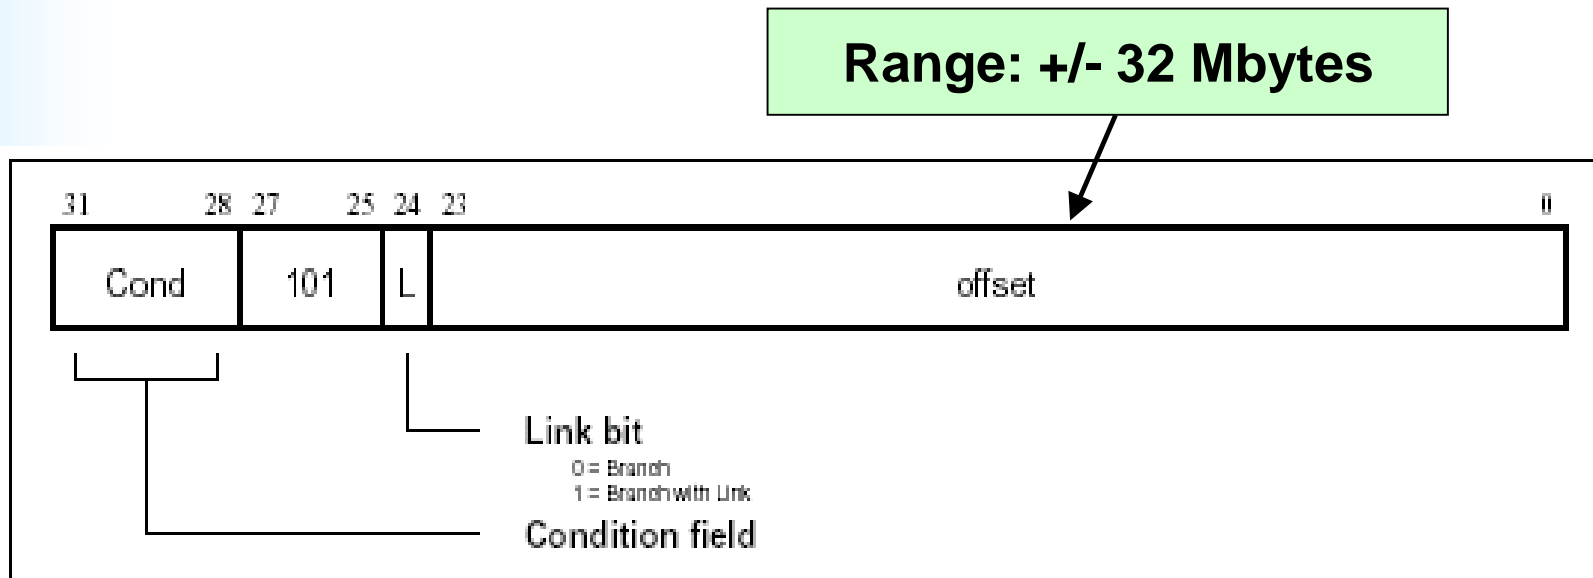 Range: +/- 32 Mbytes
31 28 27 25 24 23 0
Cond 101 L offset
Link bit
0 = Branch
1 = Branch with Link
Condition field